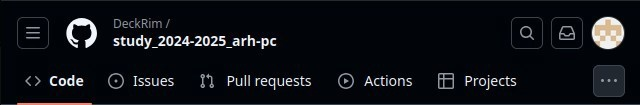 DeckRim /
study_2024-2025_arh-pc
Code Issues Pull requests Actions Projects